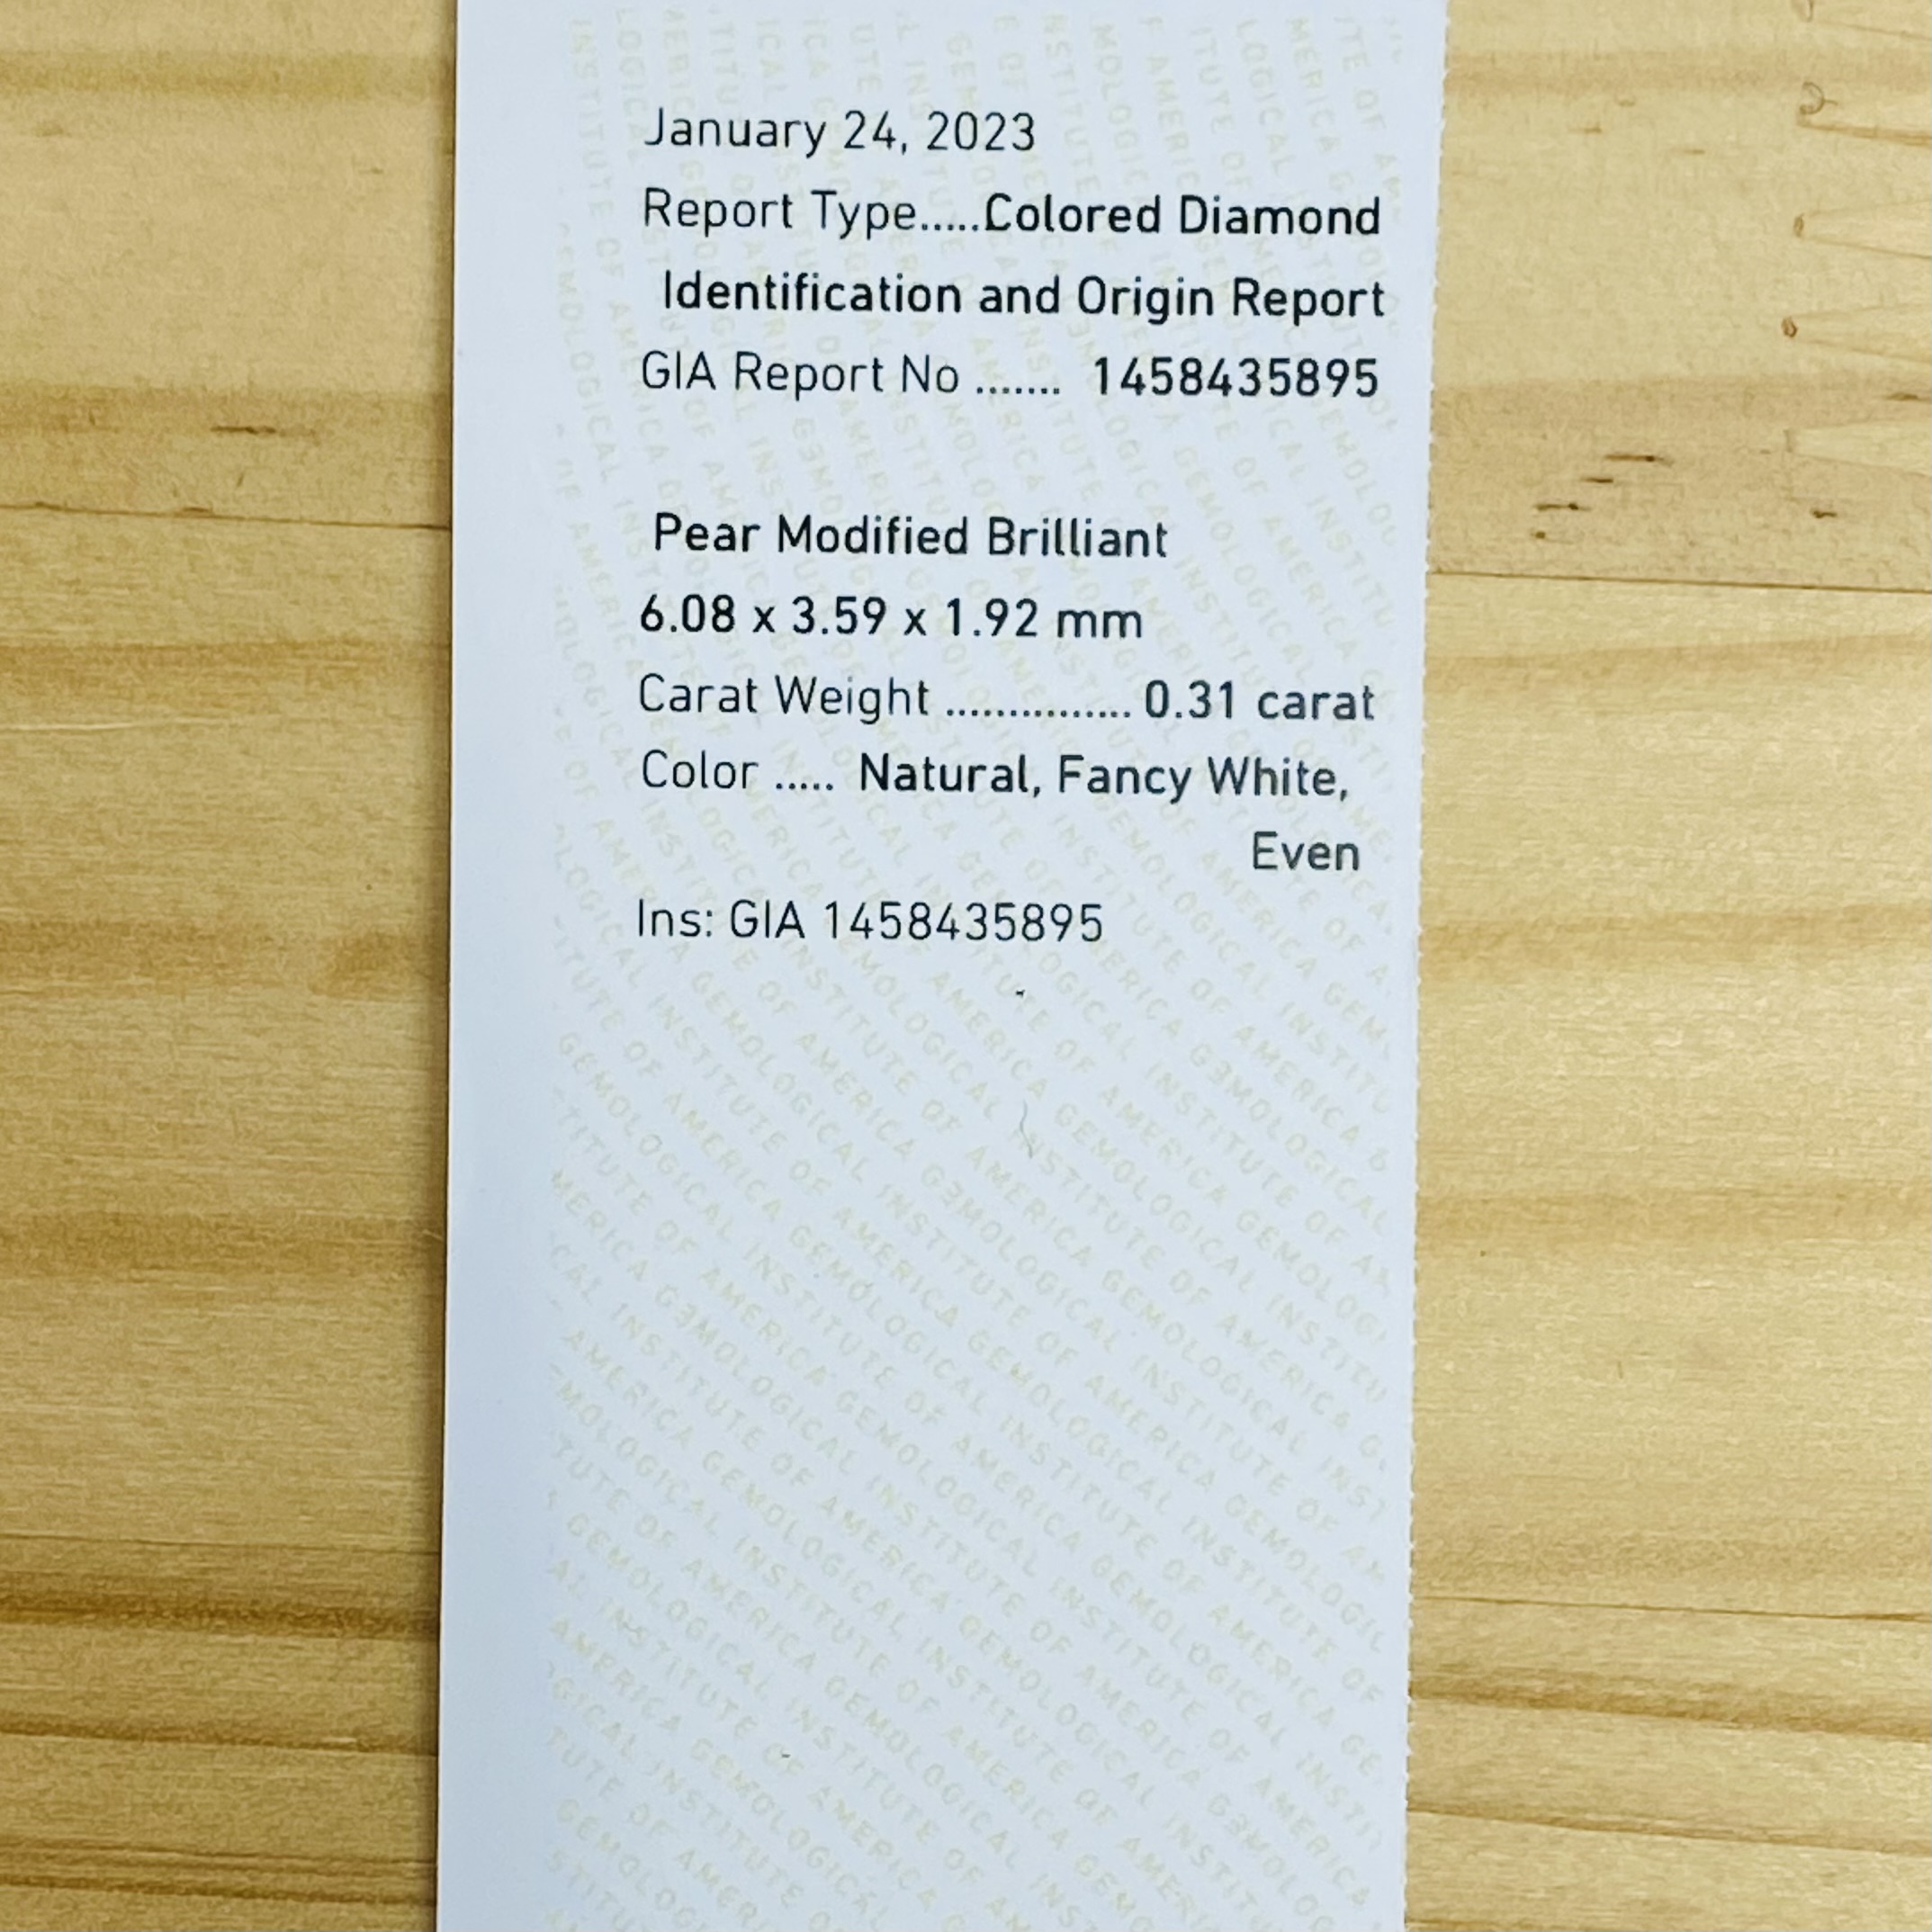 January 24, 2023
Report Type.....Colored Diamond
Identification and Origin Report
GIA Report No ....... 1458435895
Pear Modified Brilliant
6.08 x 3.59 x 1.92 mm
Carat Weight ............... 0.31 carat
Color ..... Natural, Fancy White,
Even
Ins: GIA 1458435895